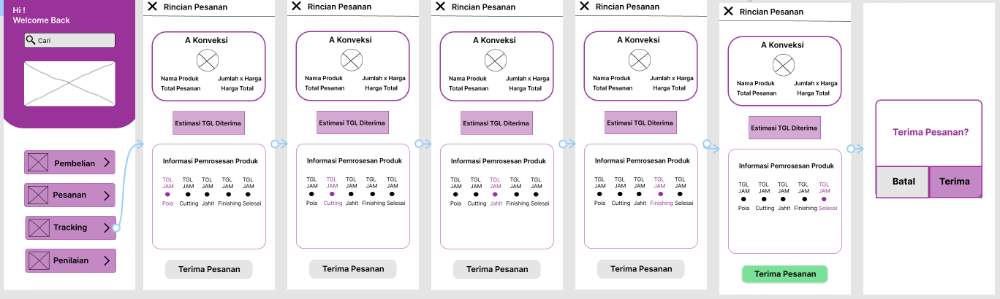 Hi !
Welcome Back
Cari
Pembelian
Pesanan
Tracking
Penilaian
Rincian Pesanan
A Konveksi
Nama Produk Jumlah x Harga
Total Pesanan Harga Total
Estimasi TGL Diterima
Informasi Pemrosesan Produk
TGL TGL TGL TGL TGL
JAM JAM JAM JAM JAM
Pola Cutting Jahit Finishing Selesai
Terima Pesanan
Rincian Pesanan
A Konveksi
Nama Produk Jumlah x Harga
Total Pesanan Harga Total
Estimasi TGL Diterima
Informasi Pemrosesan Produk
TGL TGL TGL TGL TGL
JAM JAM JAM JAM JAM
Pola Cutting Jahit Finishing Selesai
Terima Pesanan
Rincian Pesanan
A Konveksi
Nama Produk Jumlah x Harga
Total Pesanan Harga Total
Estimasi TGL Diterima
Informasi Pemrosesan Produk
TGL TGL TGL TGL TGL
JAM JAM JAM JAM JAM
Pola Cutting Jahit Finishing Selesai
Terima Pesanan
Rincian Pesanan
A Konveksi
Nama Produk Jumlah x Harga
Total Pesanan Harga Total
Estimasi TGL Diterima
Informasi Pemrosesan Produk
TGL TGL TGL TGL TGL
JAM JAM JAM JAM JAM
Pola Cutting Jahit Finishing Selesai
Terima Pesanan
Rincian Pesanan
A Konveksi
Nama Produk Jumlah x Harga
Total Pesanan Harga Total
Estimasi TGL Diterima
Informasi Pemrosesan Produk
TGL TGL TGL TGL TGL
JAM JAM JAM JAM JAM
Pola Cutting Jahit Finishing Selesai
Terima Pesanan
Terima Pesanan?
Batal Terima